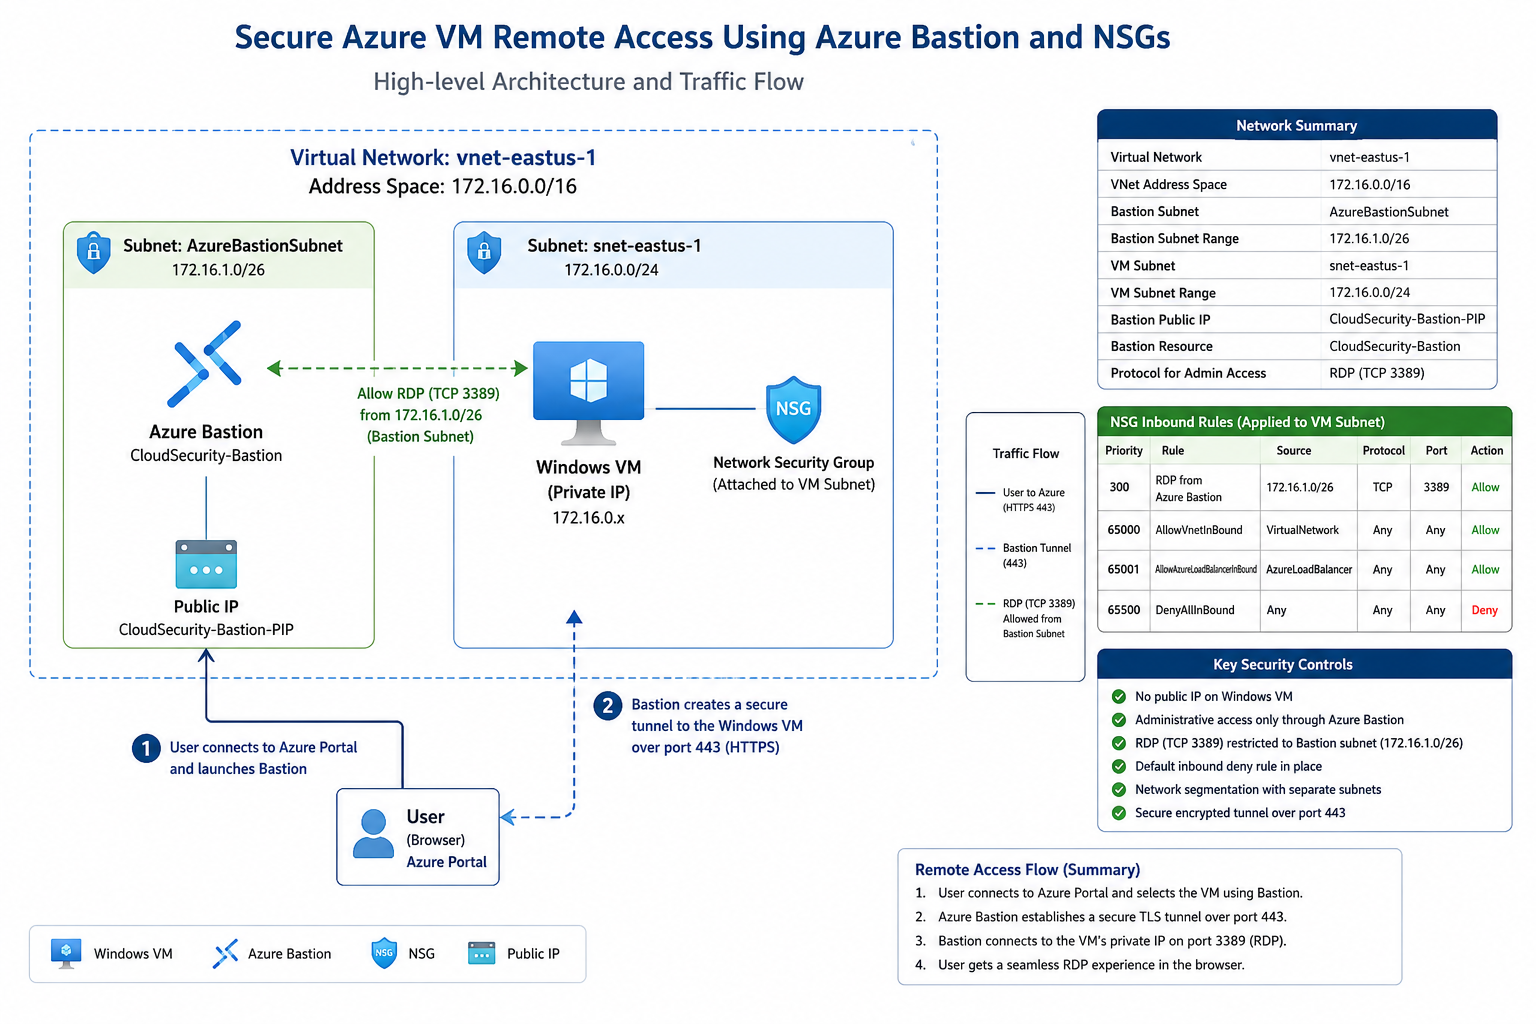 Secure Azure VM Remote Access Using Azure Bastion and NSGs
High-level Architecture and Traffic Flow
Virtual Network: vnet-eastus-1
Address Space: 172.16.0.0/16
Subnet: AzureBastionSubnet
172.16.1.0/26
Subnet: snet-eastus-1
172.16.0.0/24
Azure Bastion
CloudSecurity-Bastion
Allow RDP (TCP 3389)
from 172.16.1.0/26
(Bastion Subnet)
Windows VM
(Private IP)
172.16.0.x
NSG
Network Security Group
(Attached to VM Subnet)
Public IP
CloudSecurity-Bastion-PIP
1
User connects to Azure Portal
and launches Bastion
2
Bastion creates a secure
tunnel to the Windows VM
over port 443 (HTTPS)
User
(Browser)
Azure Portal
Windows VM
Azure Bastion
NSG
NSG
Public IP
Traffic Flow
User to Azure
(HTTPS 443)
Bastion Tunnel
(443)
RDP (TCP 3389)
Allowed from
Bastion Subnet
Network Summary
Virtual Network vnet-eastus-1
VNet Address Space 172.16.0.0/16
Bastion Subnet AzureBastionSubnet
Bastion Subnet Range 172.16.1.0/26
VM Subnet snet-eastus-1
VM Subnet Range 172.16.0.0/24
Bastion Public IP CloudSecurity-Bastion-PIP
Bastion Resource CloudSecurity-Bastion
Protocol for Admin Access RDP (TCP 3389)
NSG Inbound Rules (Applied to VM Subnet)
Priority Rule Source Protocol Port Action
300 RDP from Azure Bastion 172.16.1.0/26 TCP 3389 Allow
65000 AllowVnetInBound VirtualNetwork Any Any Allow
65001 AllowAzureLoadBalancerInBound AzureLoadBalancer Any Any Allow
65500 DenyAllInBound Any Any Any Deny
Key Security Controls
No public IP on Windows VM
Administrative access only through Azure Bastion
RDP (TCP 3389) restricted to Bastion subnet (172.16.1.0/26)
Default inbound deny rule in place
Network segmentation with separate subnets
Secure encrypted tunnel over port 443
Remote Access Flow (Summary)
1. User connects to Azure Portal and selects the VM using Bastion.
2. Azure Bastion establishes a secure TLS tunnel over port 443.
3. Bastion connects to the VM's private IP on port 3389 (RDP).
4. User gets a seamless RDP experience in the browser.